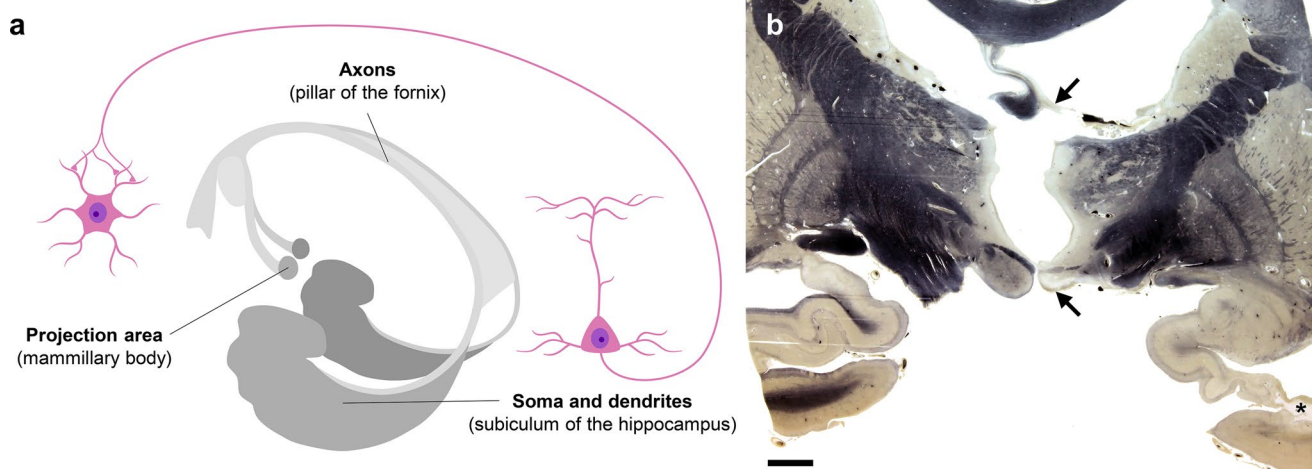 a
Axons
(pillar of the fornix)
Projection area
(mammillary body)
Soma and dendrites
(subiculum of the hippocampus)
b
*